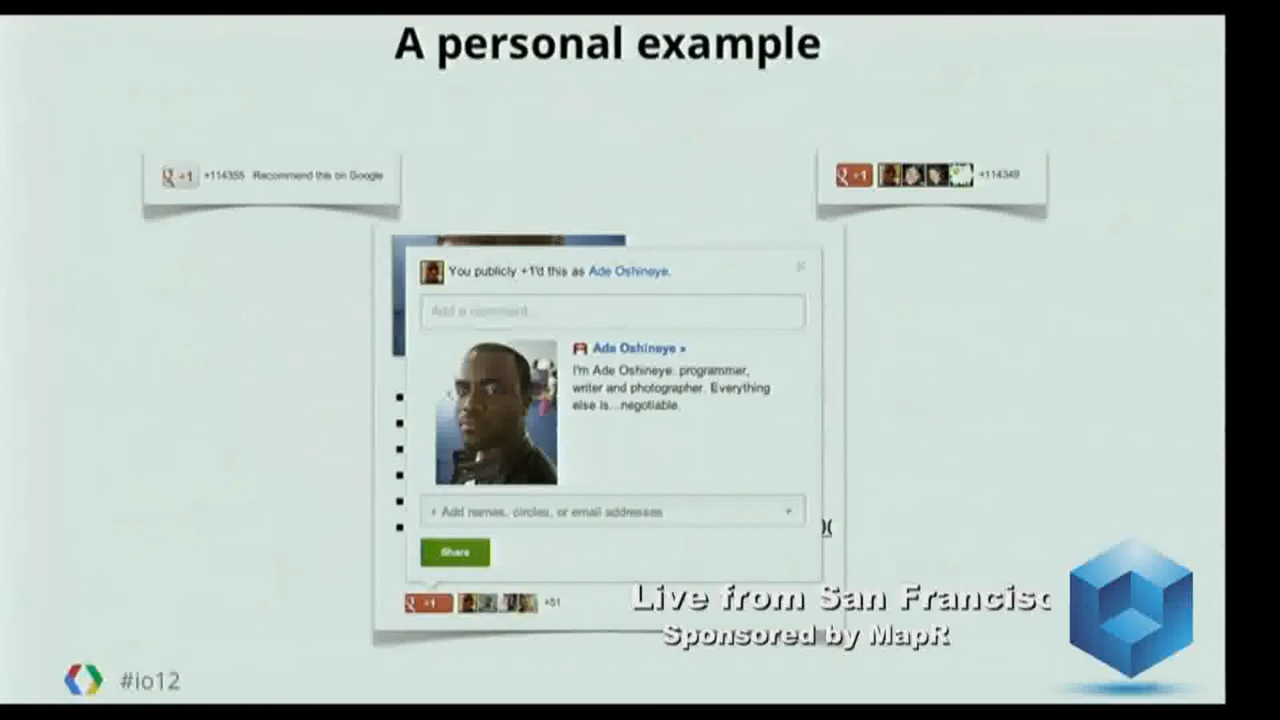 A personal example
+1 +114355 Recommend this on Google
+1 +114349
You publicly +1'd this as Ade Oshineye.
Add a comment...
Ade Oshineye »
I'm Ade Oshineye. programmer,
writer and photographer. Everything
else is...negotiable.
+ Add names, circles, or email addresses
Share
+1 +51
Live from San Francisc
Sponsored by MapR
#io12